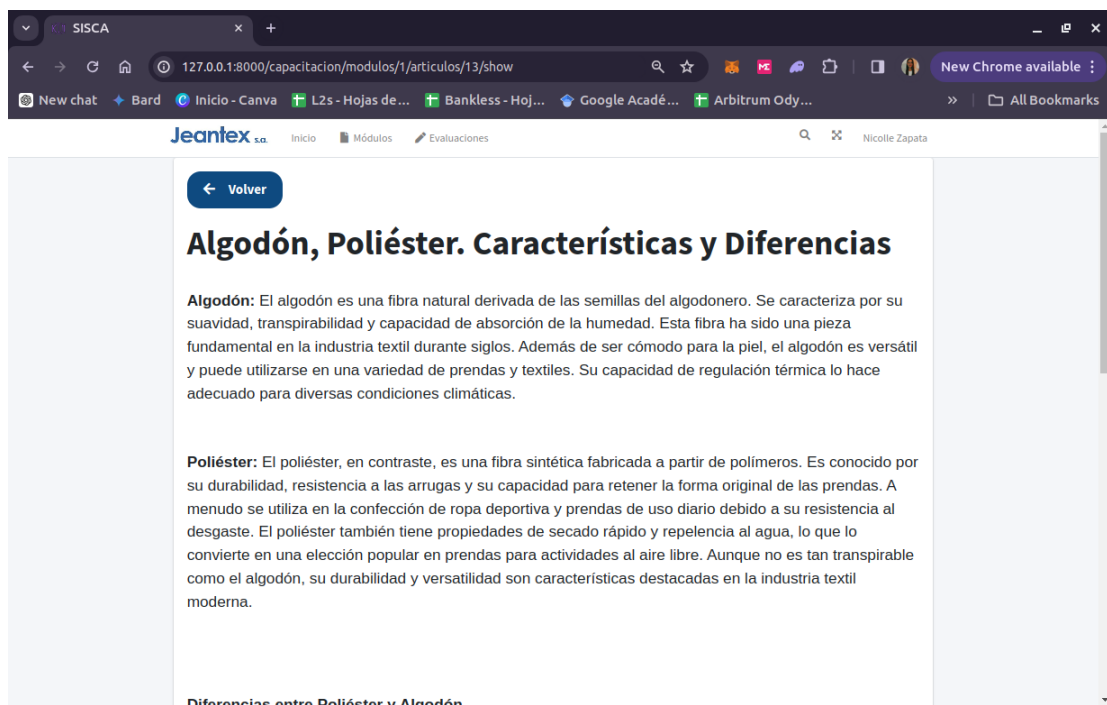 SISCA
127.0.0.1:8000/capacitacion/modulos/1/articulos/13/show
New Chrome available
New chat Bard Inicio - Canva L2s - Hojas de... Bankless - Hoj... Google Acadé... Arbitrum Ody... » All Bookmarks
Jeantex s.a. Inicio Módulos Evaluaciones Nicolle Zapata
Volver
Algodón, Poliéster. Características y Diferencias
Algodón: El algodón es una fibra natural derivada de las semillas del algodonero. Se caracteriza por su
suavidad, transpirabilidad y capacidad de absorción de la humedad. Esta fibra ha sido una pieza
fundamental en la industria textil durante siglos. Además de ser cómodo para la piel, el algodón es versátil
y puede utilizarse en una variedad de prendas y textiles. Su capacidad de regulación térmica lo hace
adecuado para diversas condiciones climáticas.
Poliéster: El poliéster, en contraste, es una fibra sintética fabricada a partir de polímeros. Es conocido por
su durabilidad, resistencia a las arrugas y su capacidad para retener la forma original de las prendas. A
menudo se utiliza en la confección de ropa deportiva y prendas de uso diario debido a su resistencia al
desgaste. El poliéster también tiene propiedades de secado rápido y repelencia al agua, lo que lo
convierte en una elección popular en prendas para actividades al aire libre. Aunque no es tan transpirable
como el algodón, su durabilidad y versatilidad son características destacadas en la industria textil
moderna.
Diferencias entre Poliéster y Algodón